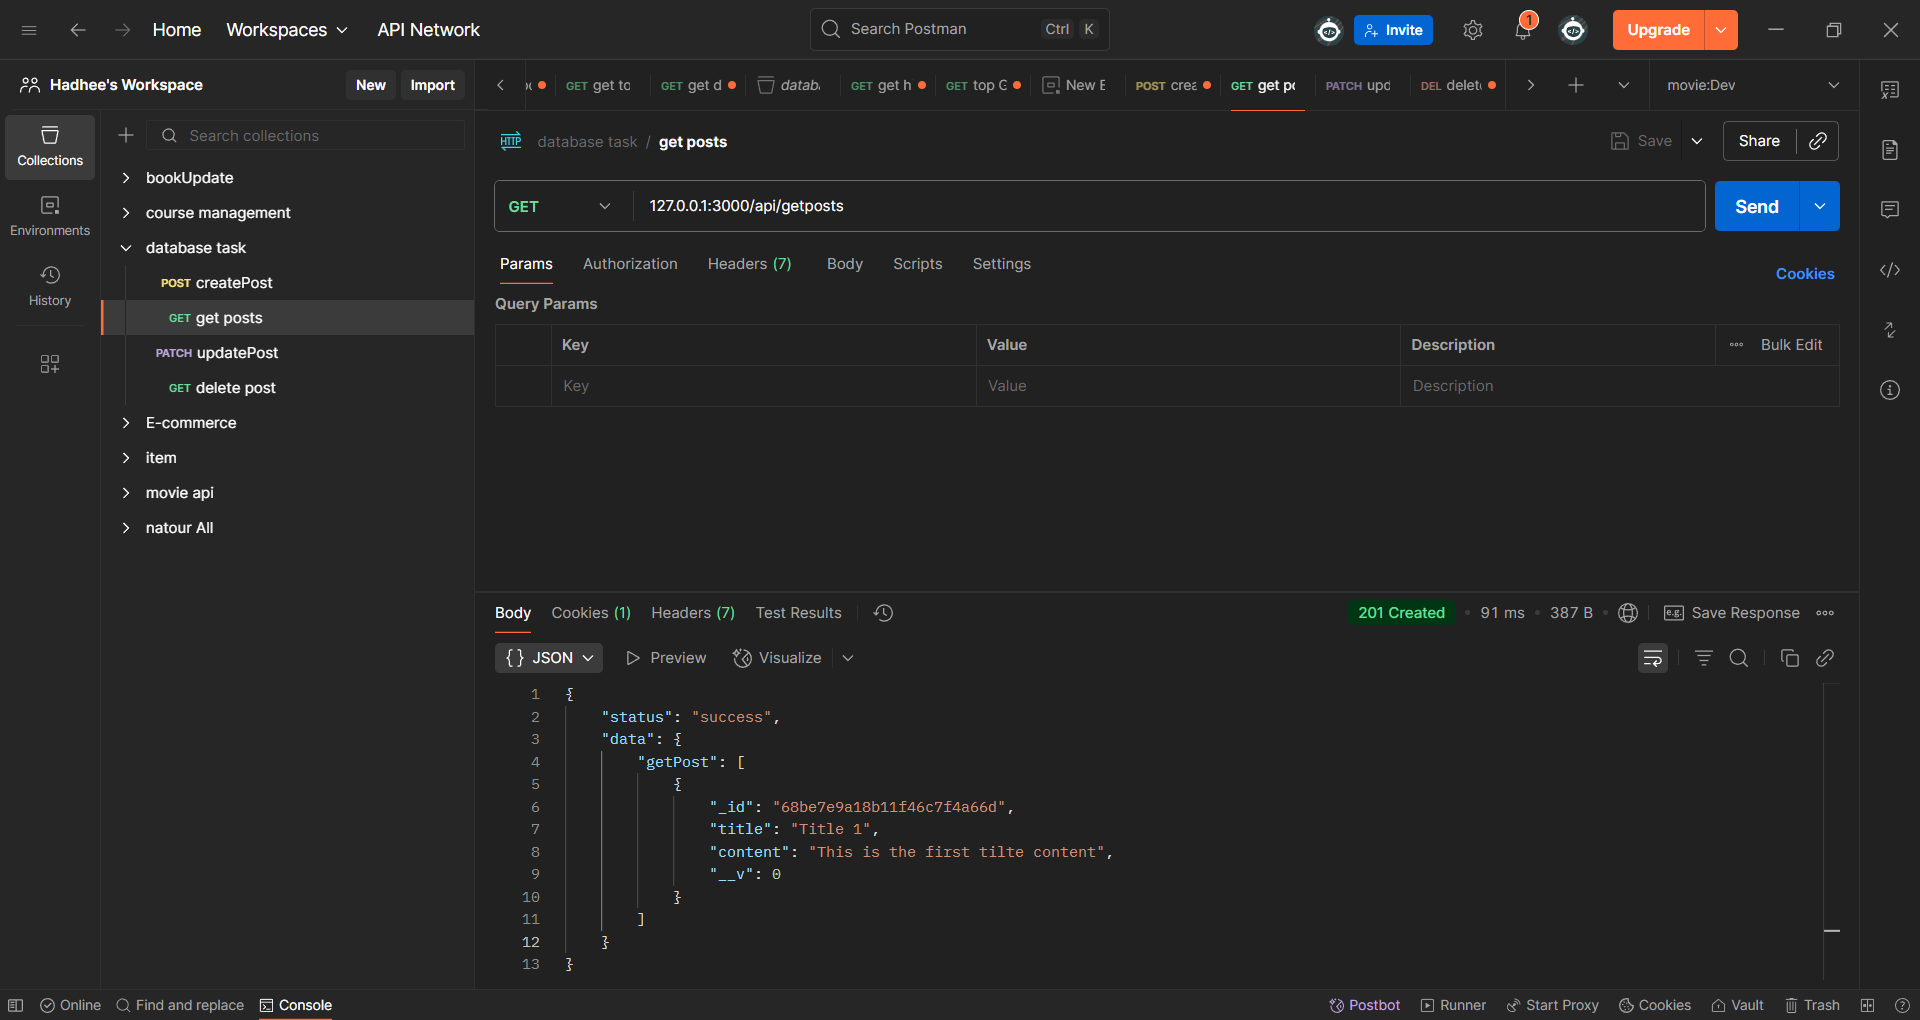 Home Workspaces API Network Search Postman Ctrl K Invite 1 Upgrade
Hadhee's Workspace New Import
GET get to GET get d datab GET get h GET top New E POST crea GET get po PATCH upd DEL delet movie:Dev
Collections
Environments
History
Search collections
bookUpdate
course management
database task
POST createPost
GET get posts
PATCH updatePost
GET delete post
E-commerce
item
movie api
natour All
HTTP database task / get posts Save Share
GET 127.0.0.1:3000/api/getposts Send
Params Authorization Headers (7) Body Scripts Settings Cookies
Query Params
Key Value Description Bulk Edit
Key Value Description
Body Cookies (1) Headers (7) Test Results 201 Created • 91 ms • 387 B e.g. Save Response
{} JSON Preview Visualize
1 {
2 "status": "success",
3 "data": {
4 "getPost": [
5 {
6 "_id": "68be7e9a18b11f46c7f4a66d",
7 "title": "Title 1",
8 "content": "This is the first tilte content",
9 "__v": 0
10 }
11 ]
12 }
13 }
Online Find and replace Console Postbot Runner Start Proxy Cookies Vault Trash